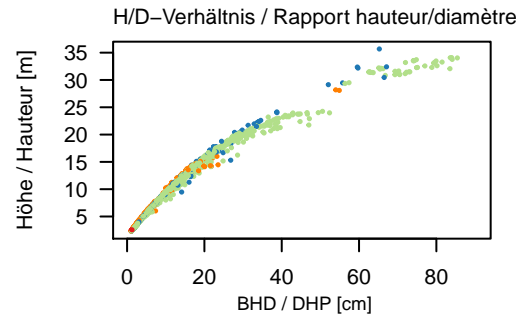 H/D−Verhältnis / Rapport hauteur/diamètre
Höhe / Hauteur [m]
35
30
25
20
15
10
5
0 20 40 60 80
BHD / DHP [cm]